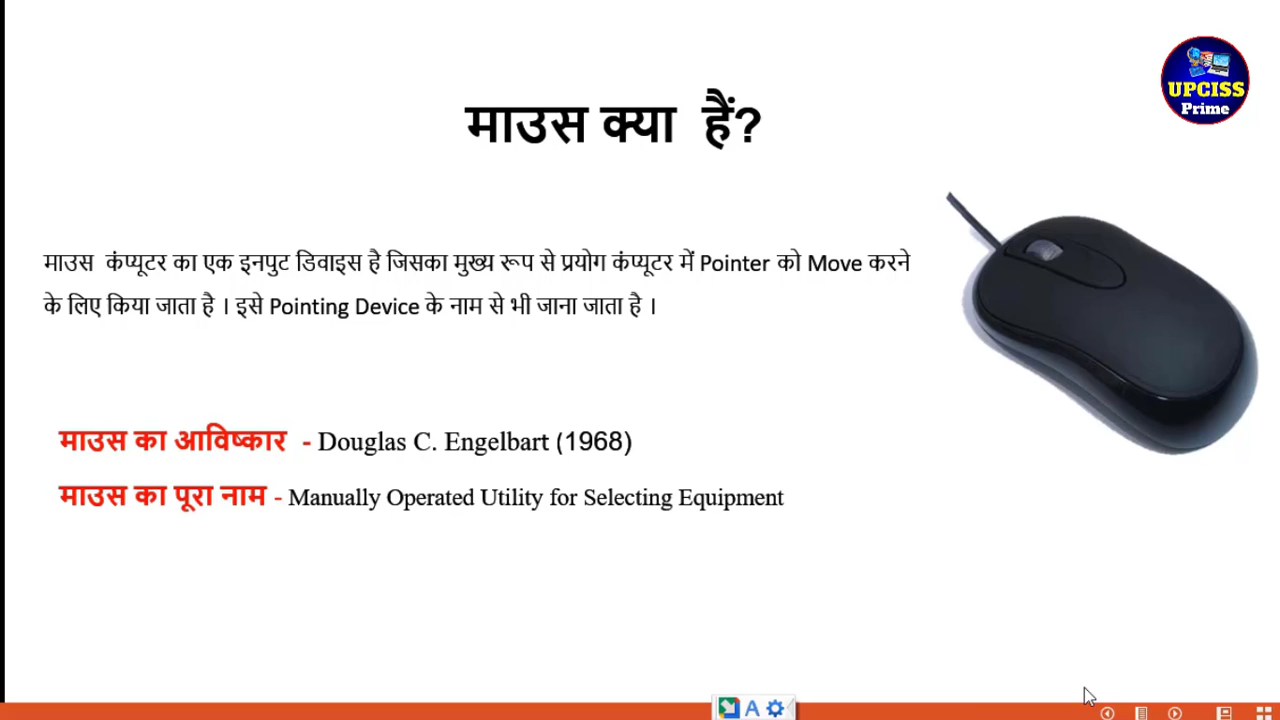 UPCISS
Prime
माउस क्या हैं?
माउस कंप्यूटर का एक इनपुट डिवाइस है जिसका मुख्य रूप से प्रयोग कंप्यूटर में Pointer को Move करने
के लिए किया जाता है । इसे Pointing Device के नाम से भी जाना जाता है ।
माउस का आविष्कार - Douglas C. Engelbart (1968)
माउस का पूरा नाम - Manually Operated Utility for Selecting Equipment
A